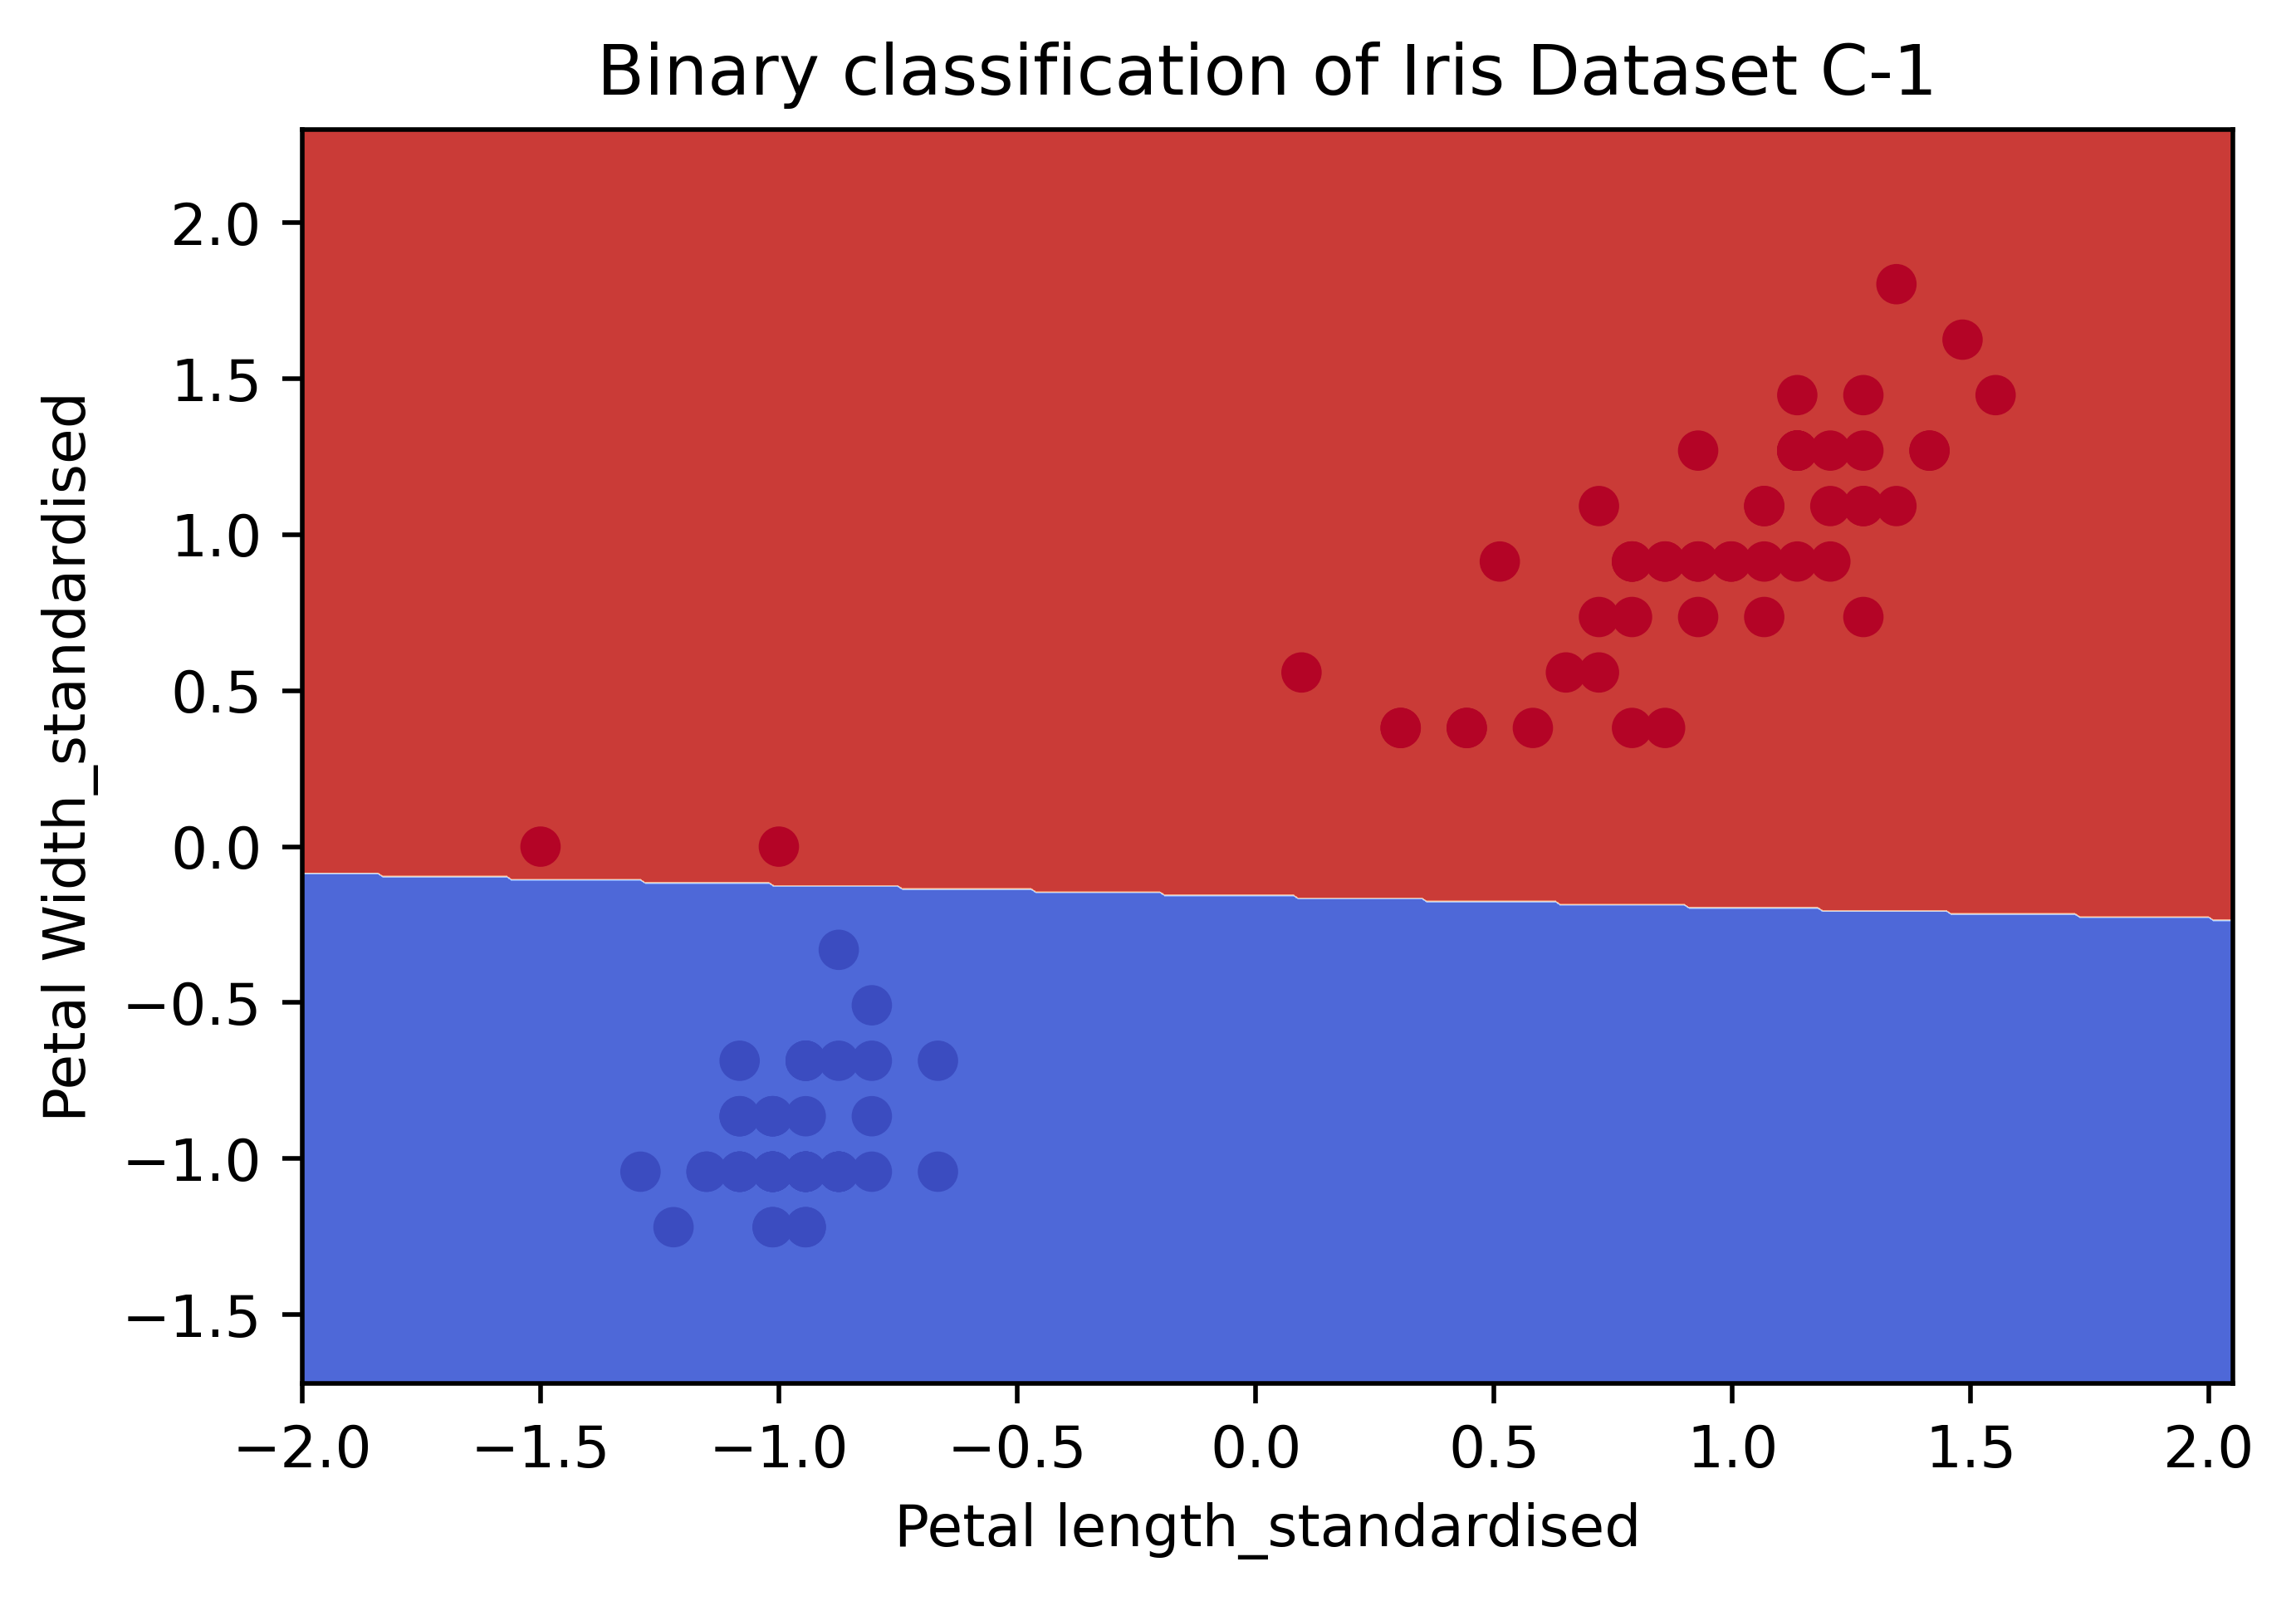 Binary classification of Iris Dataset C-1
Petal Width_standardised
2.0
1.5
1.0
0.5
0.0
−0.5
−1.0
−1.5
−2.0 −1.5 −1.0 −0.5 0.0 0.5 1.0 1.5 2.0
Petal length_standardised